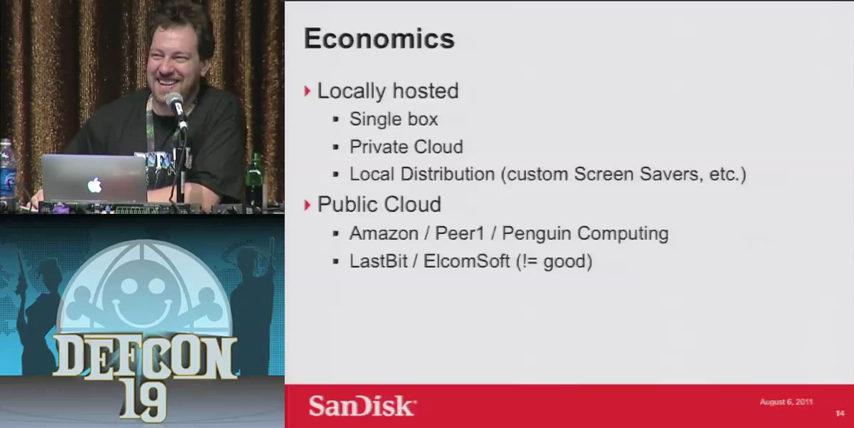 Economics
Locally hosted
Single box
Private Cloud
Local Distribution (custom Screen Savers, etc.)
Public Cloud
Amazon / Peer1 / Penguin Computing
LastBit / ElcomSoft (!= good)
DEFCON
19
SanDisk
August 6, 2011
14